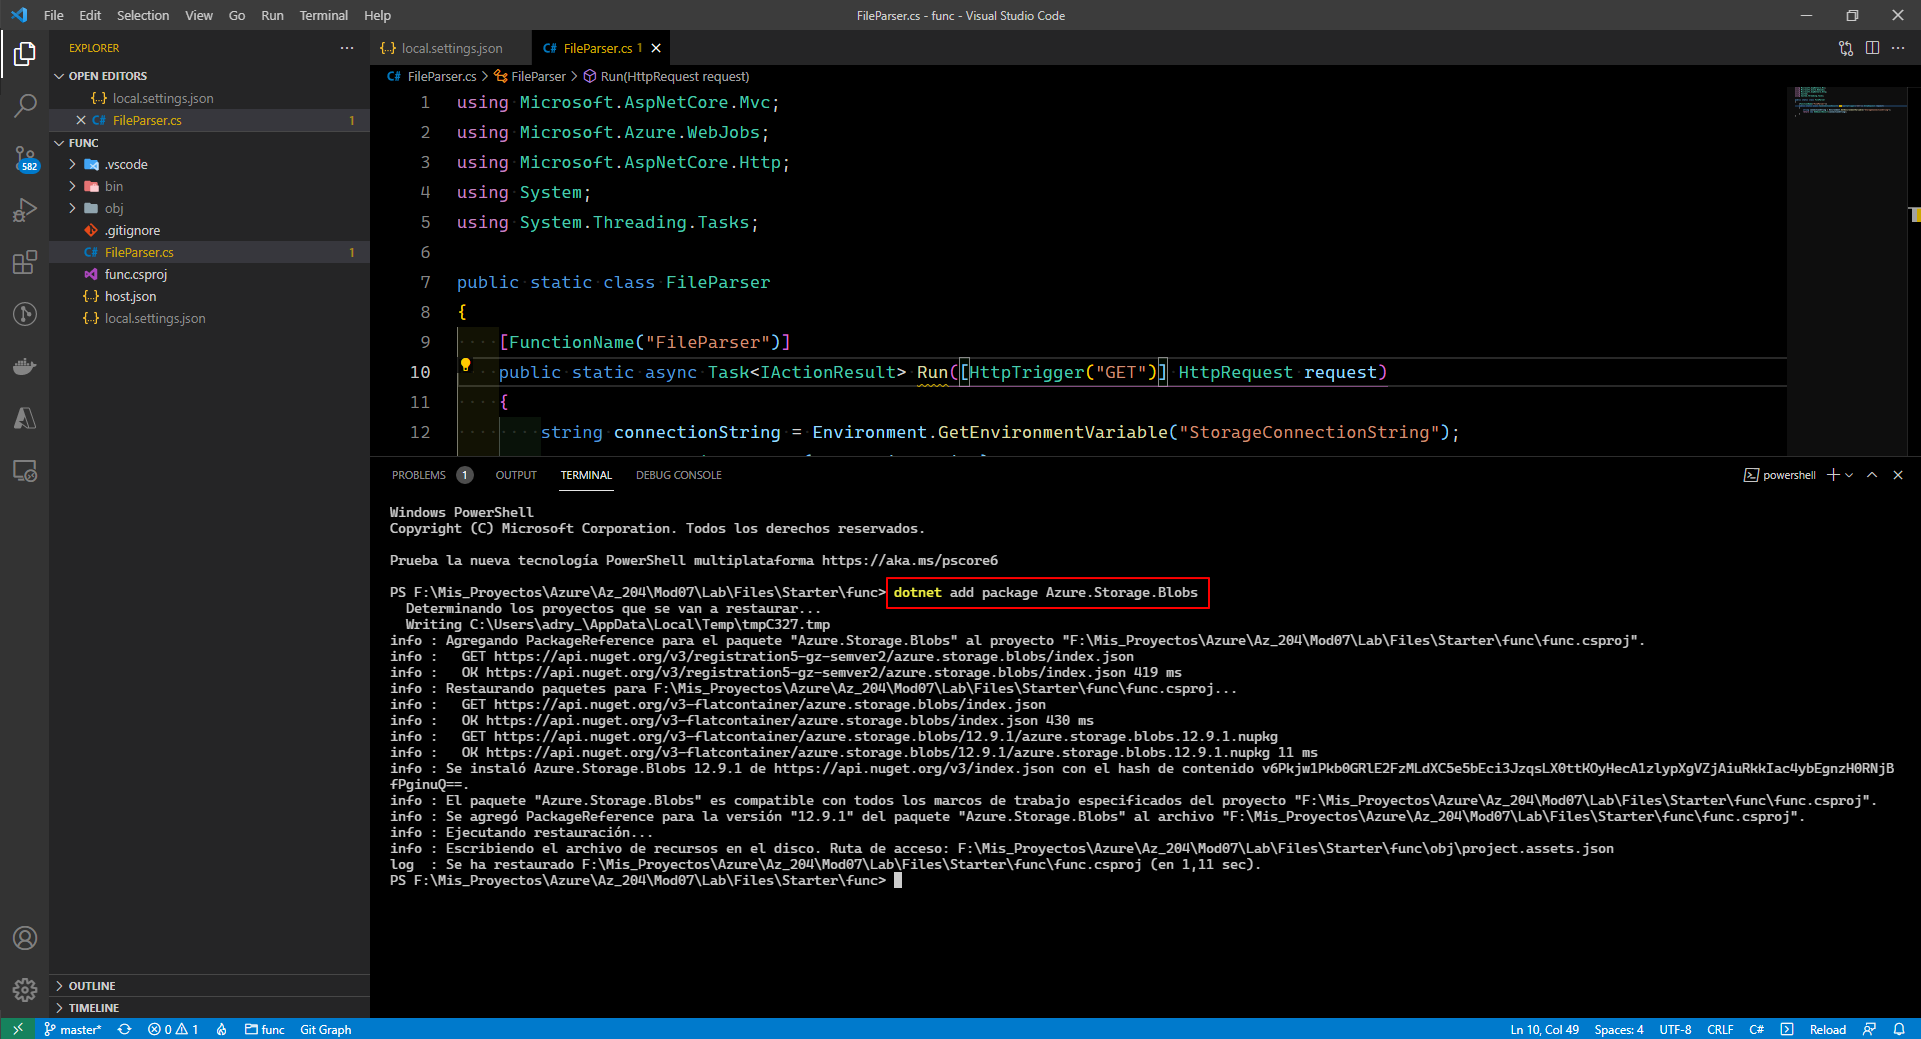 File Edit Selection View Go Run Terminal Help
FileParser.cs - func - Visual Studio Code
EXPLORER
OPEN EDITORS
local.settings.json
FileParser.cs 1
FUNC
.vscode
bin
obj
.gitignore
FileParser.cs 1
func.csproj
host.json
local.settings.json
OUTLINE
TIMELINE
582
local.settings.json
C# FileParser.cs 1
C# FileParser.cs > FileParser > Run(HttpRequest request)
1 using Microsoft.AspNetCore.Mvc;
2 using Microsoft.Azure.WebJobs;
3 using Microsoft.AspNetCore.Http;
4 using System;
5 using System.Threading.Tasks;
6
7 public static class FileParser
8 {
9 [FunctionName("FileParser")]
10 public static async Task<IActionResult> Run([HttpTrigger("GET")] HttpRequest request)
11 {
12 string connectionString = Environment.GetEnvironmentVariable("StorageConnectionString");
PROBLEMS 1 OUTPUT TERMINAL DEBUG CONSOLE
powershell
Windows PowerShell
Copyright (C) Microsoft Corporation. Todos los derechos reservados.
Prueba la nueva tecnología PowerShell multiplataforma https://aka.ms/pscore6
PS F:\Mis_Proyectos\Azure\Az_204\Mod07\Lab\Files\Starter\func> dotnet add package Azure.Storage.Blobs
Determinando los proyectos que se van a restaurar...
Writing C:\Users\adry_\AppData\Local\Temp\tmpC327.tmp
info : Agregando PackageReference para el paquete "Azure.Storage.Blobs" al proyecto "F:\Mis_Proyectos\Azure\Az_204\Mod07\Lab\Files\Starter\func\func.csproj".
info :   GET https://api.nuget.org/v3/registration5-gz-semver2/azure.storage.blobs/index.json
info :   OK https://api.nuget.org/v3/registration5-gz-semver2/azure.storage.blobs/index.json 419 ms
info : Restaurando paquetes para F:\Mis_Proyectos\Azure\Az_204\Mod07\Lab\Files\Starter\func\func.csproj...
info :   GET https://api.nuget.org/v3-flatcontainer/azure.storage.blobs/index.json
info :   OK https://api.nuget.org/v3-flatcontainer/azure.storage.blobs/index.json 430 ms
info :   GET https://api.nuget.org/v3-flatcontainer/azure.storage.blobs/12.9.1/azure.storage.blobs.12.9.1.nupkg
info :   OK https://api.nuget.org/v3-flatcontainer/azure.storage.blobs/12.9.1/azure.storage.blobs.12.9.1.nupkg 11 ms
info : Se instaló Azure.Storage.Blobs 12.9.1 de https://api.nuget.org/v3/index.json con el hash de contenido v6Pkjw1Pkb0GRlE2FzMLdXC5e5bEci3JzqsLX0ttKOyHecA1zlypXgVZjAiuRkkIac4ybEgnzH0RNjB
fPginuQ==.
info : El paquete "Azure.Storage.Blobs" es compatible con todos los marcos de trabajo especificados del proyecto "F:\Mis_Proyectos\Azure\Az_204\Mod07\Lab\Files\Starter\func\func.csproj".
info : Se agregó PackageReference para la versión "12.9.1" del paquete "Azure.Storage.Blobs" al archivo "F:\Mis_Proyectos\Azure\Az_204\Mod07\Lab\Files\Starter\func\func.csproj".
info : Ejecutando restauración...
info : Escribiendo el archivo de recursos en el disco. Ruta de acceso: F:\Mis_Proyectos\Azure\Az_204\Mod07\Lab\Files\Starter\func\obj\project.assets.json
log  : Se ha restaurado F:\Mis_Proyectos\Azure\Az_204\Mod07\Lab\Files\Starter\func\func.csproj (en 1,11 sec).
PS F:\Mis_Proyectos\Azure\Az_204\Mod07\Lab\Files\Starter\func>
master* 0 1 func Git Graph
Ln 10, Col 49 Spaces: 4 UTF-8 CRLF C# Reload